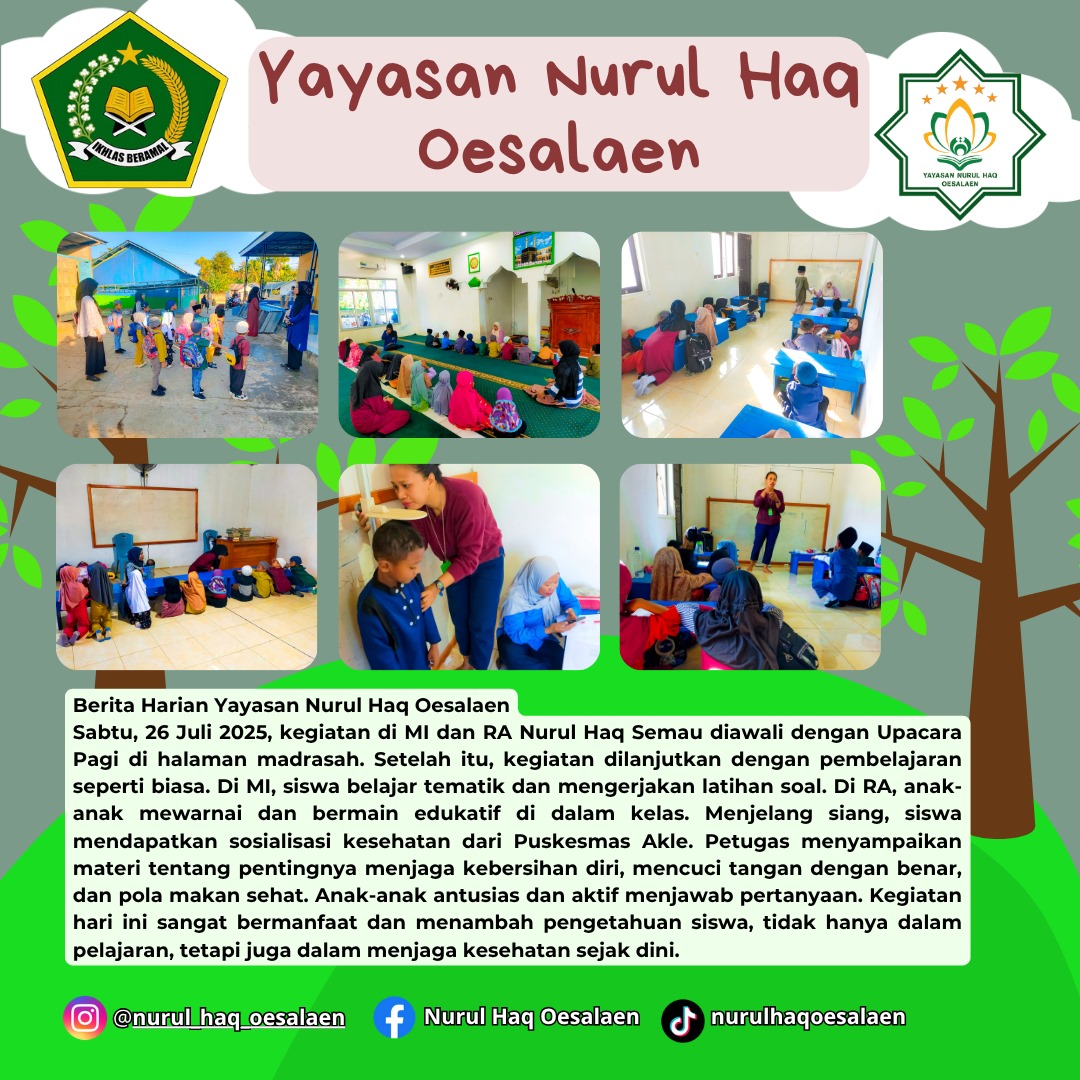 Yayasan Nurul Haq
Oesalaen
IKHLAS BERAMAL
YAYASAN NURUL HAQ
OESALAEN
Berita Harian Yayasan Nurul Haq Oesalaen
Sabtu, 26 Juli 2025, kegiatan di MI dan RA Nurul Haq Semau diawali dengan Upacara
Pagi di halaman madrasah. Setelah itu, kegiatan dilanjutkan dengan pembelajaran
seperti biasa. Di MI, siswa belajar tematik dan mengerjakan latihan soal. Di RA, anak-
anak mewarnai dan bermain edukatif di dalam kelas. Menjelang siang, siswa
mendapatkan sosialisasi kesehatan dari Puskesmas Akle. Petugas menyampaikan
materi tentang pentingnya menjaga kebersihan diri, mencuci tangan dengan benar,
dan pola makan sehat. Anak-anak antusias dan aktif menjawab pertanyaan. Kegiatan
hari ini sangat bermanfaat dan menambah pengetahuan siswa, tidak hanya dalam
pelajaran, tetapi juga dalam menjaga kesehatan sejak dini.
@nurul_haq_oesalaen
Nurul Haq Oesalaen
nurulhaqoesalaen